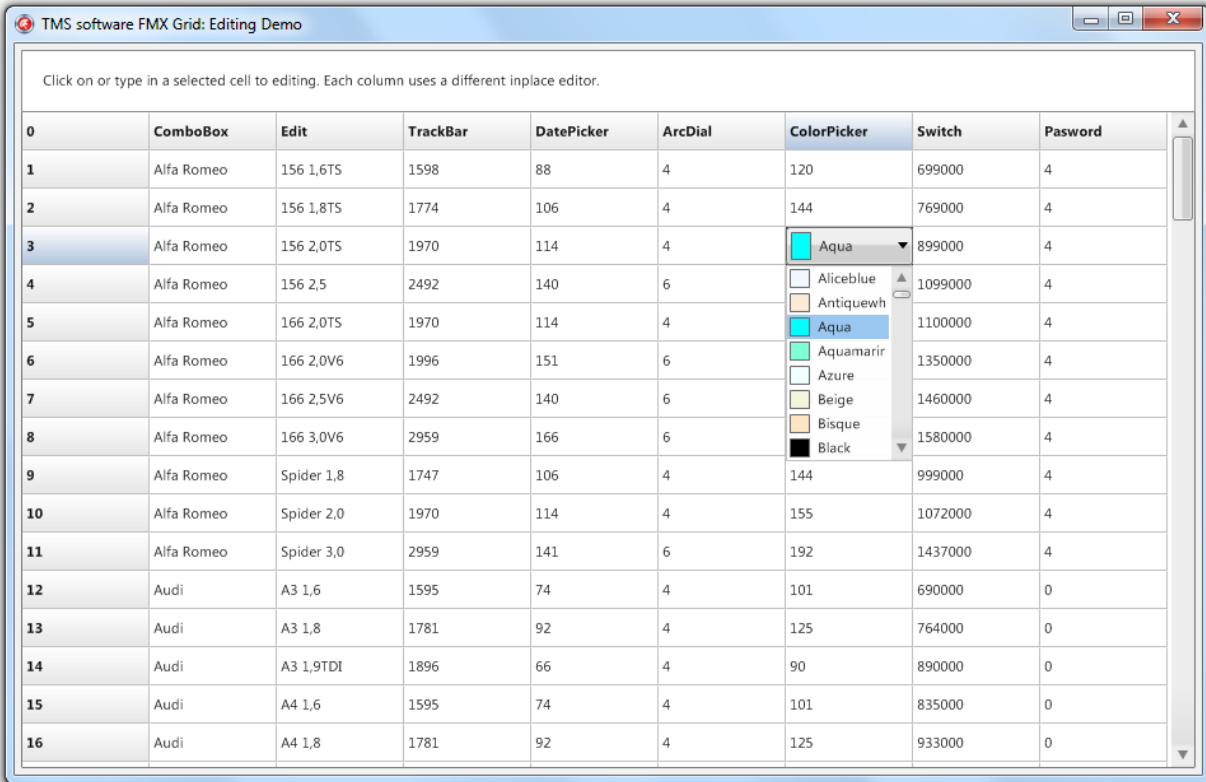 TMS software FMX Grid: Editing Demo
Click on or type in a selected cell to editing. Each column uses a different inplace editor.
0 ComboBox Edit TrackBar DatePicker ArcDial ColorPicker Switch Pasword
1 Alfa Romeo 156 1,6TS 1598 88 4 120 699000 4
2 Alfa Romeo 156 1,8TS 1774 106 4 144 769000 4
3 Alfa Romeo 156 2,0TS 1970 114 4 Aqua 899000 4
4 Alfa Romeo 156 2,5 2492 140 6 Aliceblue 1099000 4
Antiquewh
5 Alfa Romeo 166 2,0TS 1970 114 4 Aqua 1100000 4
6 Alfa Romeo 166 2,0V6 1996 151 6 Aquamarir 1350000 4
Azure
7 Alfa Romeo 166 2,5V6 2492 140 6 Beige 1460000 4
Bisque
8 Alfa Romeo 166 3,0V6 2959 166 6 Black 1580000 4
9 Alfa Romeo Spider 1,8 1747 106 4 144 999000 4
10 Alfa Romeo Spider 2,0 1970 114 4 155 1072000 4
11 Alfa Romeo Spider 3,0 2959 141 6 192 1437000 4
12 Audi A3 1,6 1595 74 4 101 690000 0
13 Audi A3 1,8 1781 92 4 125 764000 0
14 Audi A3 1,9TDI 1896 66 4 90 890000 0
15 Audi A4 1,6 1595 74 4 101 835000 0
16 Audi A4 1,8 1781 92 4 125 933000 0